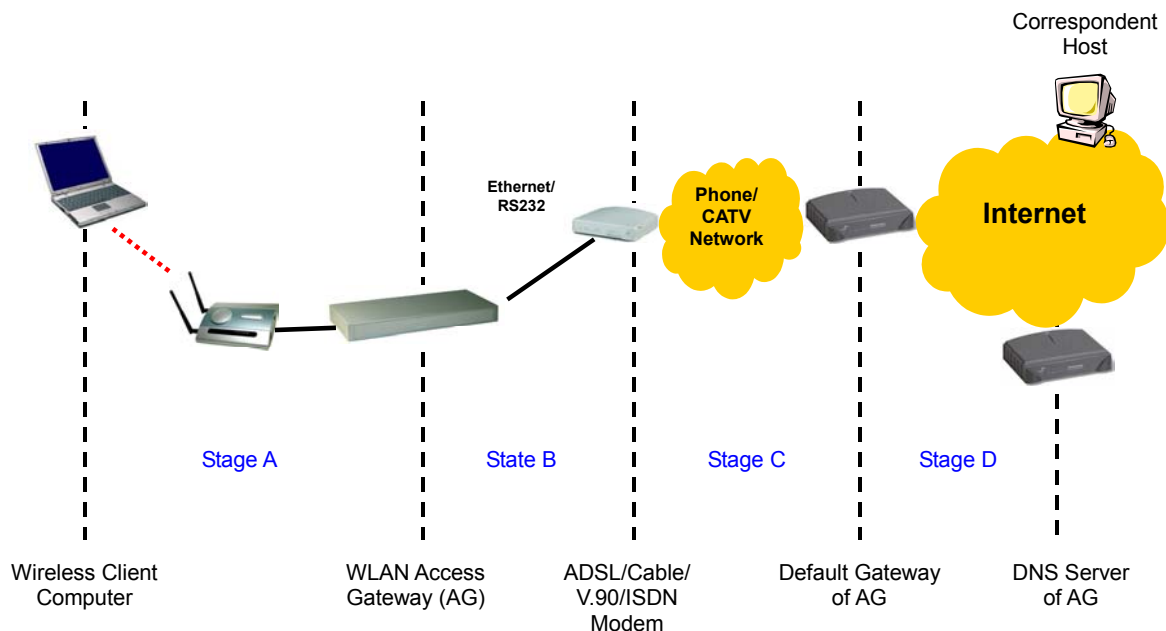 Correspondent
Host
Ethernet/
RS232
Phone/
CATV
Network
Internet
Stage A
State B
Stage C
Stage D
Wireless Client
Computer
WLAN Access
Gateway (AG)
ADSL/Cable/
V.90/ISDN
Modem
Default Gateway
of AG
DNS Server
of AG